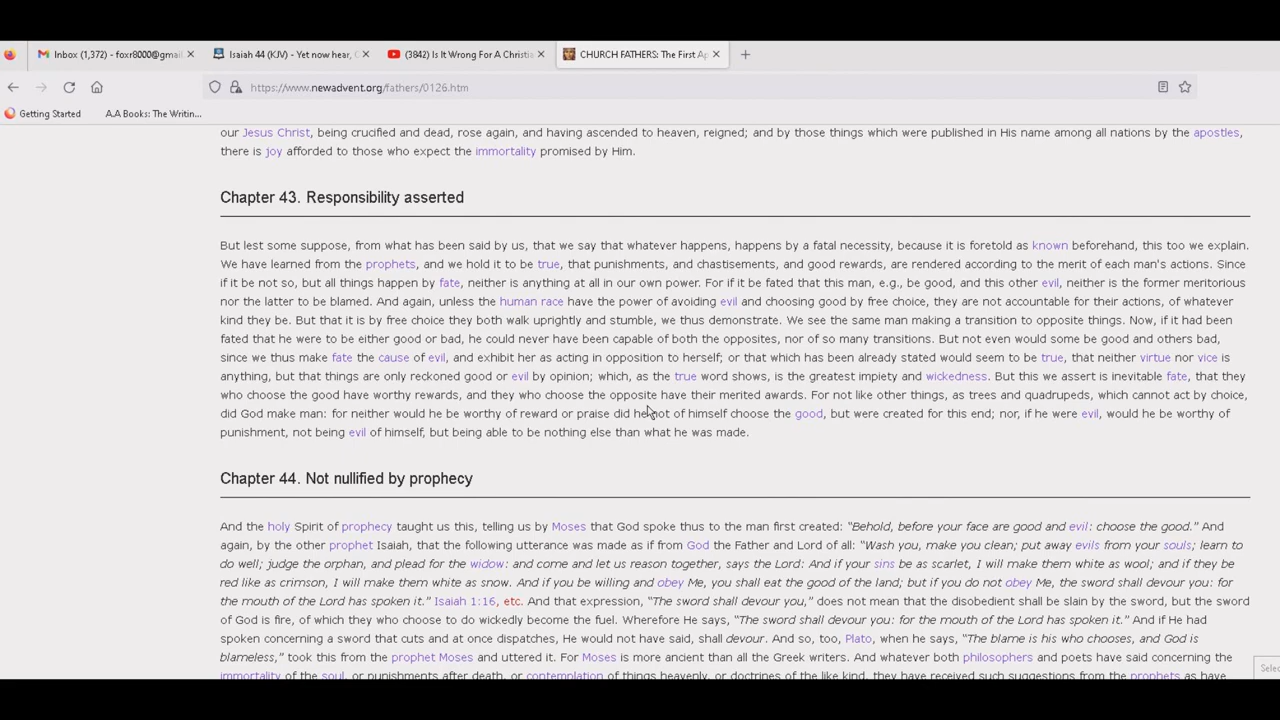 Inbox (1,372) - foxr8000@gmail.
Isaiah 44 (KJV) - Yet now hear, O
(3842) Is It Wrong For A Christia
CHURCH FATHERS: The First Ap
https://www.newadvent.org/fathers/0126.htm
Getting Started
A.A Books: The Writin...
our Jesus Christ, being crucified and dead, rose again, and having ascended to heaven, reigned; and by those things which were published in His name among all nations by the apostles,
there is joy afforded to those who expect the immortality promised by Him.
Chapter 43. Responsibility asserted
But lest some suppose, from what has been said by us, that we say that whatever happens, happens by a fatal necessity, because it is foretold as known beforehand, this too we explain.
We have learned from the prophets, and we hold it to be true, that punishments, and chastisements, and good rewards, are rendered according to the merit of each man's actions. Since
if it be not so, but all things happen by fate, neither is anything at all in our own power. For if it be fated that this man, e.g., be good, and this other evil, neither is the former meritorious
nor the latter to be blamed. And again, unless the human race have the power of avoiding evil and choosing good by free choice, they are not accountable for their actions, of whatever
kind they be. But that it is by free choice they both walk uprightly and stumble, we thus demonstrate. We see the same man making a transition to opposite things. Now, if it had been
fated that he were to be either good or bad, he could never have been capable of both the opposites, nor of so many transitions. But not even would some be good and others bad,
since we thus make fate the cause of evil, and exhibit her as acting in opposition to herself; or that which has been already stated would seem to be true, that neither virtue nor vice is
anything, but that things are only reckoned good or evil by opinion; which, as the true word shows, is the greatest impiety and wickedness. But this we assert is inevitable fate, that they
who choose the good have worthy rewards, and they who choose the opposite have their merited awards. For not like other things, as trees and quadrupeds, which cannot act by choice,
did God make man: for neither would he be worthy of reward or praise did he not of himself choose the good, but were created for this end; nor, if he were evil, would he be worthy of
punishment, not being evil of himself, but being able to be nothing else than what he was made.
Chapter 44. Not nullified by prophecy
And the holy Spirit of prophecy taught us this, telling us by Moses that God spoke thus to the man first created: “Behold, before your face are good and evil: choose the good.” And
again, by the other prophet Isaiah, that the following utterance was made as if from God the Father and Lord of all: “Wash you, make you clean; put away evils from your souls; learn to
do well; judge the orphan, and plead for the widow: and come and let us reason together, says the Lord: And if your sins be as scarlet, I will make them white as wool; and if they be
red like as crimson, I will make them white as snow. And if you be willing and obey Me, you shall eat the good of the land; but if you do not obey Me, the sword shall devour you: for
the mouth of the Lord has spoken it.” Isaiah 1:16, etc. And that expression, “The sword shall devour you,” does not mean that the disobedient shall be slain by the sword, but the sword
of God is fire, of which they who choose to do wickedly become the fuel. Wherefore He says, “The sword shall devour you: for the mouth of the Lord has spoken it.” And if He had
spoken concerning a sword that cuts and at once dispatches, He would not have said, shall devour. And so, too, Plato, when he says, “The blame is his who chooses, and God is
blameless,” took this from the prophet Moses and uttered it. For Moses is more ancient than all the Greek writers. And whatever both philosophers and poets have said concerning the
immortality of the soul, or punishments after death, or contemplation of things heavenly, or doctrines of the like kind, they have received such suggestions from the prophets as have
Selec